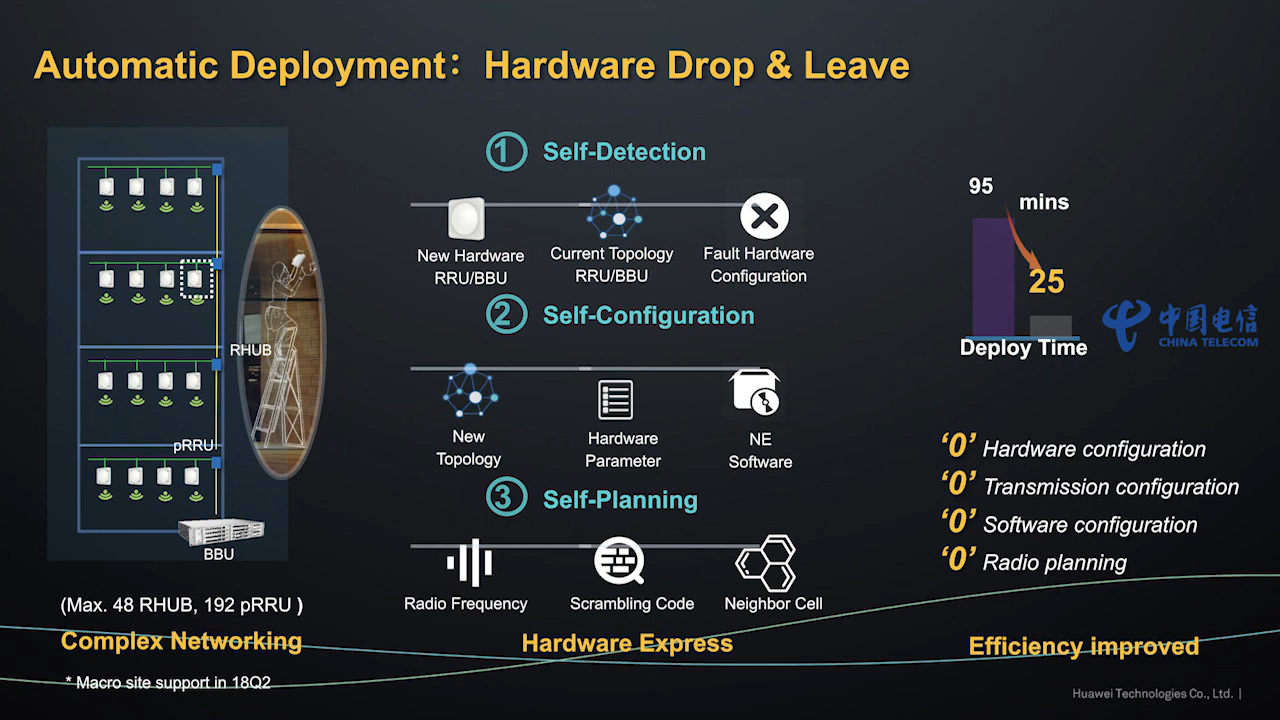 Automatic Deployment：Hardware Drop & Leave
RHUB
pRRU
BBU
(Max. 48 RHUB, 192 pRRU )
Complex Networking
* Macro site support in 18Q2
1 Self-Detection
New Hardware
RRU/BBU
Current Topology
RRU/BBU
Fault Hardware
Configuration
2 Self-Configuration
New
Topology
Hardware
Parameter
NE
Software
3 Self-Planning
Radio Frequency
Scrambling Code
Neighbor Cell
Hardware Express
95
mins
25
Deploy Time
中国电信
CHINA TELECOM
‘0’ Hardware configuration
‘0’ Transmission configuration
‘0’ Software configuration
‘0’ Radio planning
Efficiency improved
Huawei Technologies Co., Ltd. |